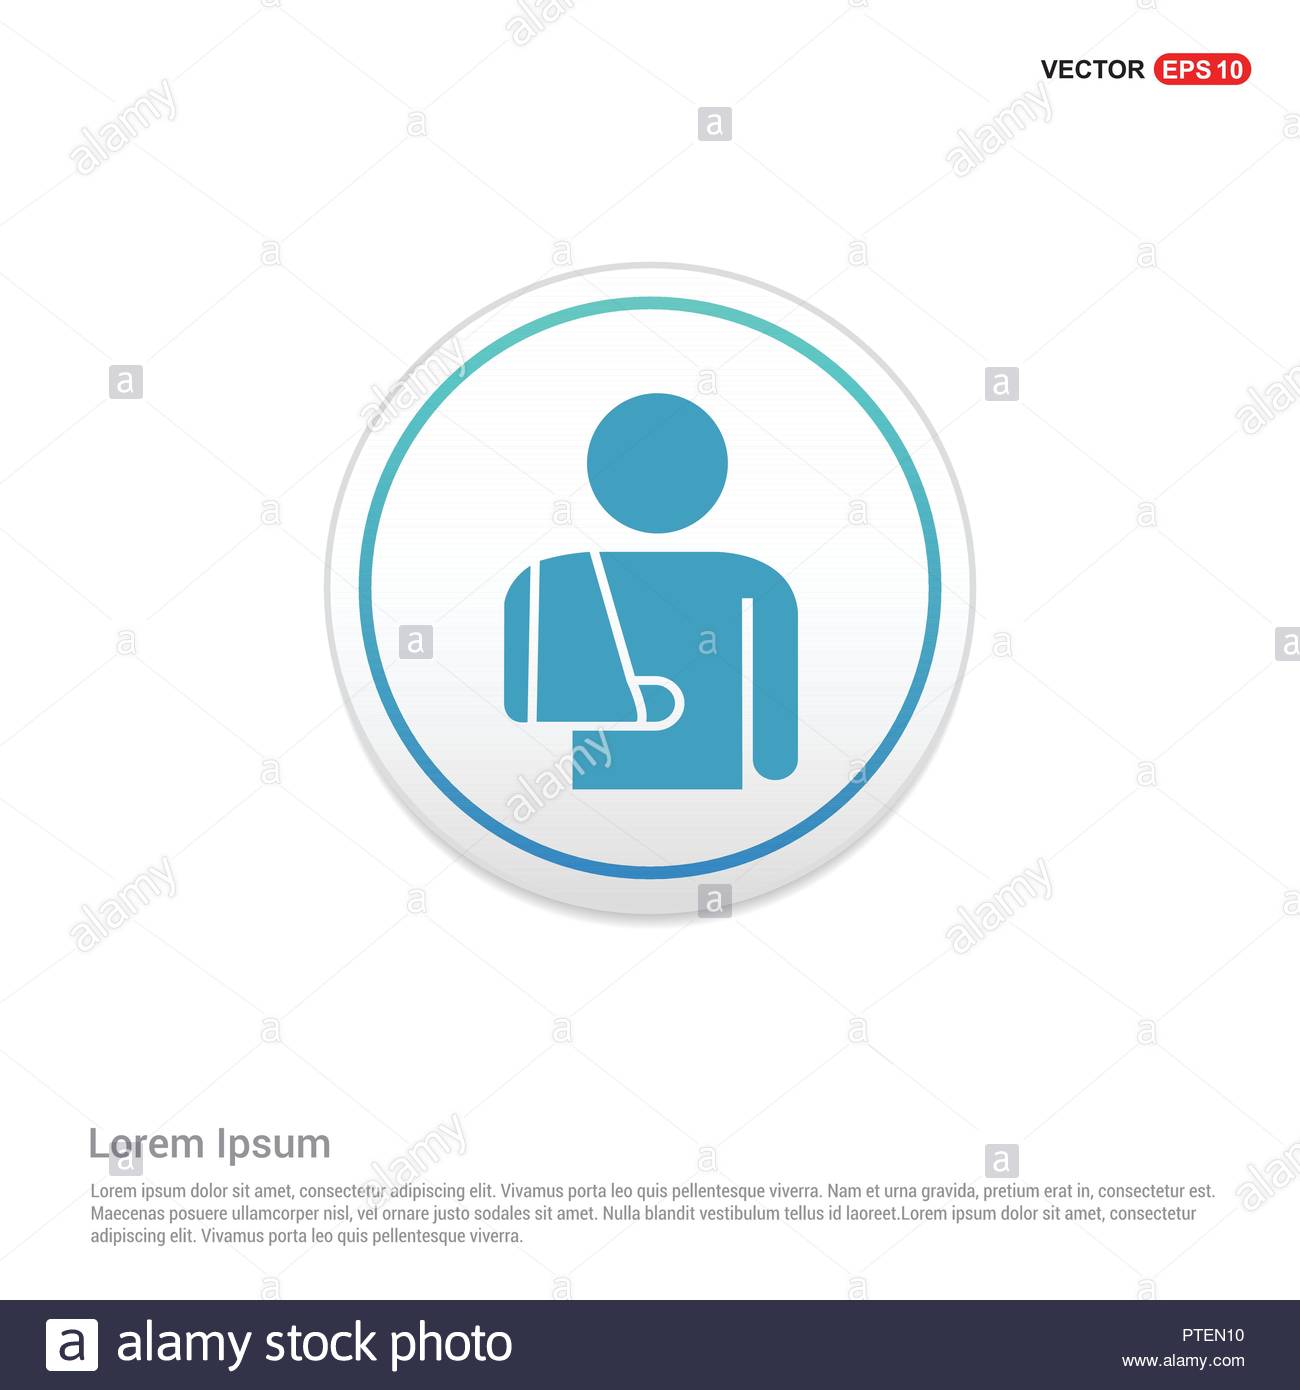 VECTOR EPS 10
Lorem Ipsum
Lorem ipsum dolor sit amet, consectetur adipiscing elit. Vivamus porta leo quis pellentesque viverra. Nam et urna gravida, pretium erat in, consectetur est.
Maecenas posuere ullamcorper nisl, vel ornare justo sodales sit amet. Nulla blandit vestibulum tellus id laoreet.Lorem ipsum dolor sit amet, consectetur
adipiscing elit. Vivamus porta leo quis pellentesque viverra.
a alamy stock photo
PTEN10
www.alamy.com